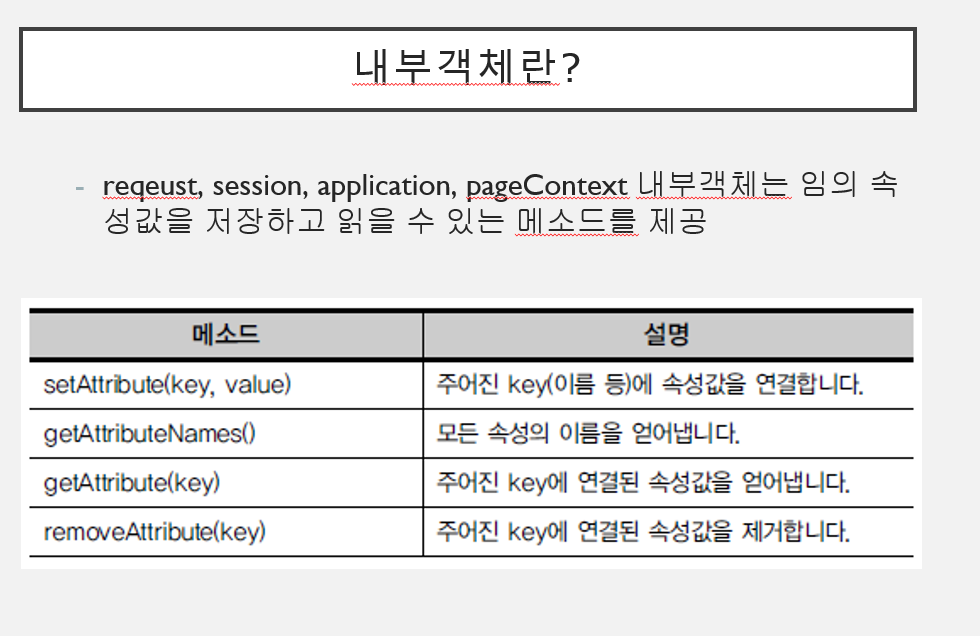 내부객체란?
- reqeust, session, application, pageContext 내부객체는 임의 속
성값을 저장하고 읽을 수 있는 메소드를 제공
메소드 설명
setAttribute(key, value) 주어진 key(이름 등)에 속성값을 연결합니다.
getAttributeNames() 모든 속성의 이름을 얻어냅니다.
getAttribute(key) 주어진 key에 연결된 속성값을 얻어냅니다.
removeAttribute(key) 주어진 key에 연결된 속성값을 제거합니다.